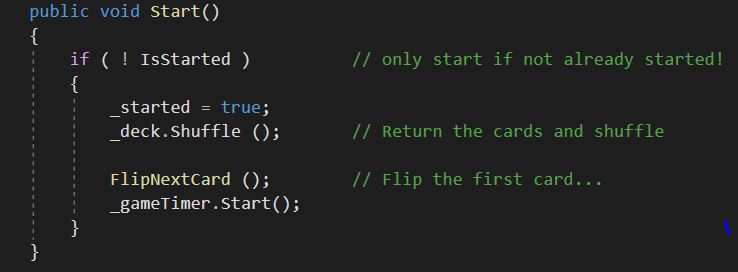 public void Start()
{
if ( ! IsStarted ) // only start if not already started!
{
_started = true;
_deck.Shuffle (); // Return the cards and shuffle
FlipNextCard (); // Flip the first card...
_gameTimer.Start();
}
}